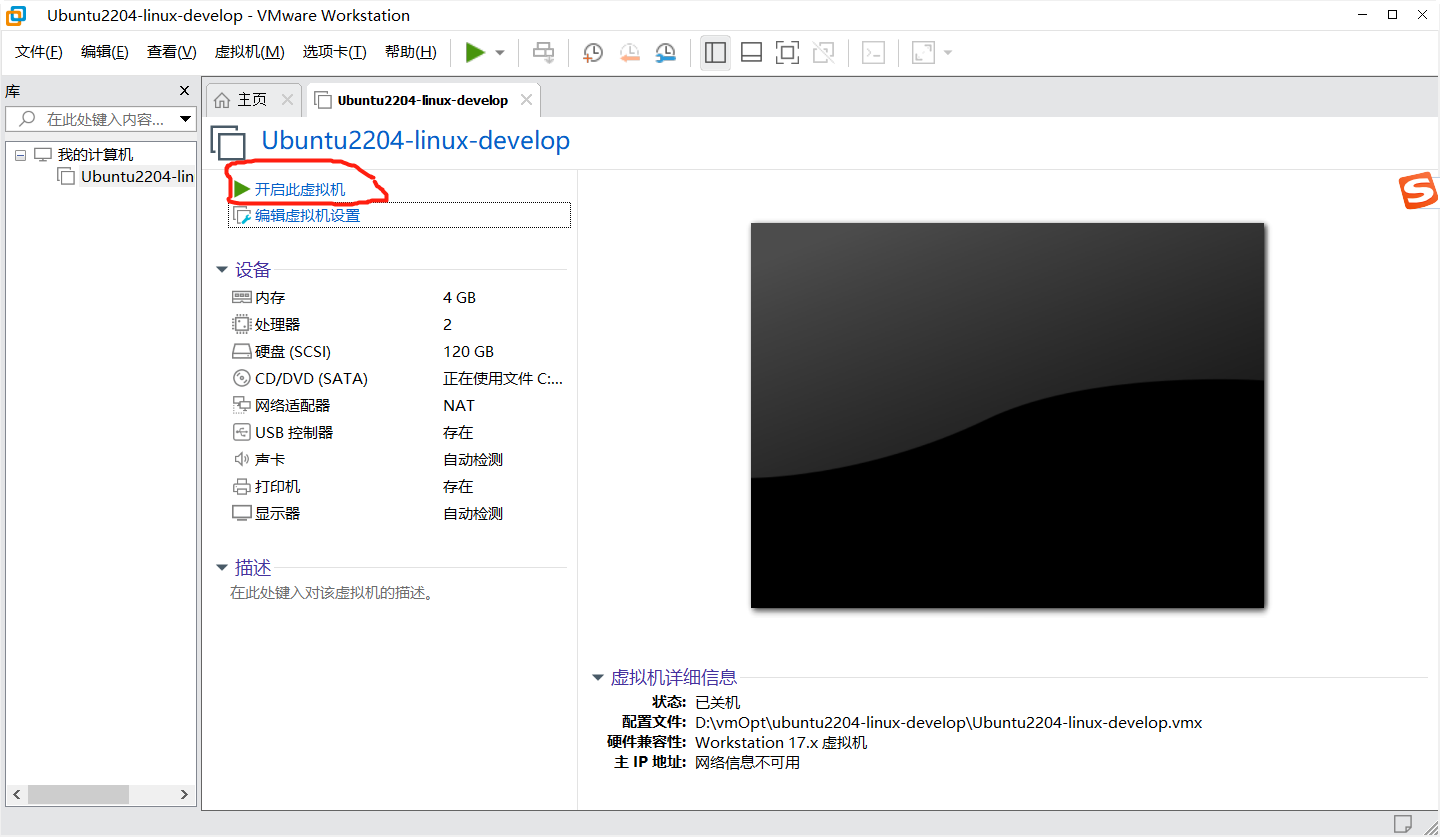 Ubuntu2204-linux-develop - VMware Workstation
文件(F) 编辑(E) 查看(V) 虚拟机(M) 选项卡(T) 帮助(H)
库
在此处键入内容...
我的计算机
Ubuntu2204-lin
主页
Ubuntu2204-linux-develop
Ubuntu2204-linux-develop
开启此虚拟机
编辑虚拟机设置
设备
内存 4 GB
处理器 2
硬盘 (SCSI) 120 GB
CD/DVD (SATA) 正在使用文件 C:...
网络适配器 NAT
USB 控制器 存在
声卡 自动检测
打印机 存在
显示器 自动检测
描述
在此处键入对该虚拟机的描述。
虚拟机详细信息
状态: 已关机
配置文件: D:\vmOpt\ubuntu2204-linux-develop\Ubuntu2204-linux-develop.vmx
硬件兼容性: Workstation 17.x 虚拟机
主 IP 地址: 网络信息不可用